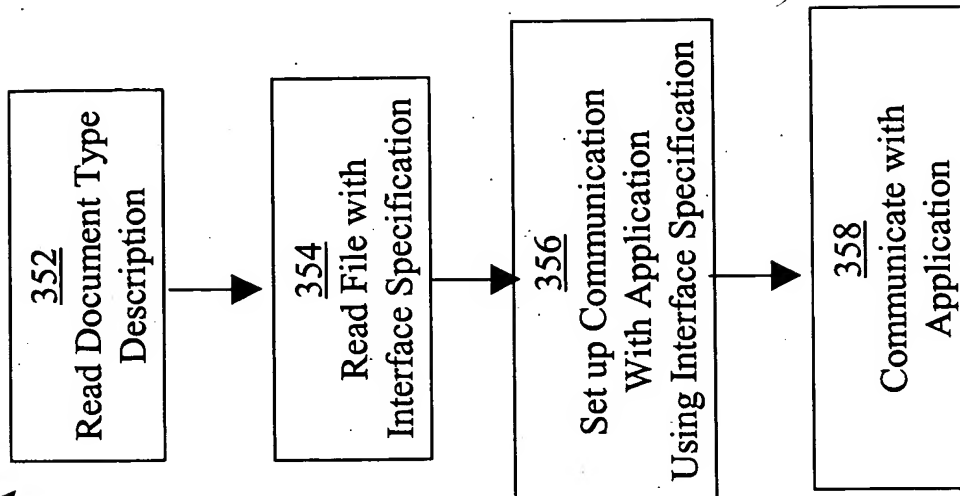 352
Read Document Type
Description
354
Read File with
Interface Specification
356
Set up Communication
With Application
Using Interface Specification
358
Communicate with
Application